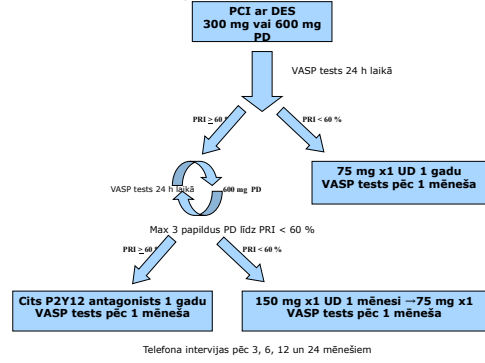 PCI ar DES
300 mg vai 600 mg
PD
VASP tests 24 h laikā
PRI ≥ 60 %
PRI < 60 %
75 mg x1 UD 1 gadu
VASP tests pēc 1 mēneša
VASP tests 24 h laikā
600 mg PD
Max 3 papildus PD līdz PRI < 60 %
PRI ≥ 60 %
PRI < 60 %
Cits P2Y12 antagonists 1 gadu
VASP tests pēc 1 mēneša
150 mg x1 UD 1 mēnesi →75 mg x1
VASP tests pēc 1 mēneša
Telefona intervijas pēc 3, 6, 12 un 24 mēnešiem